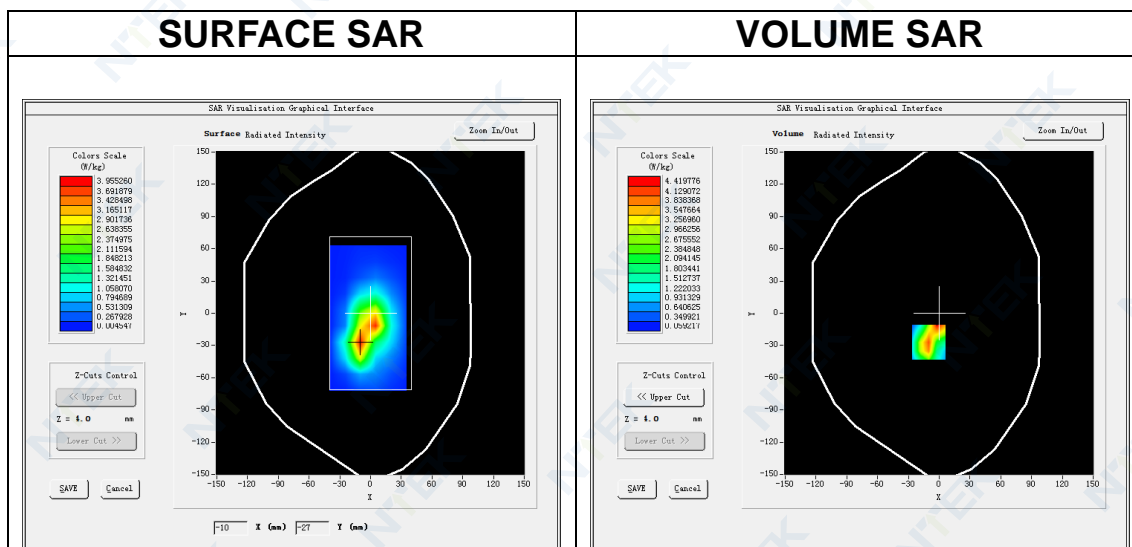 SURFACE SAR
VOLUME SAR
SAR Visualisation Graphical Interface
Surface Radiated Intensity
Zoom In/Out
Colors Scale
(W/kg)
3.955260
3.691879
3.428498
3.165117
2.901736
2.638355
2.374975
2.111594
1.848213
1.584832
1.321451
1.058070
0.794689
0.531309
0.267928
0.004547
150
120
90
60
30
0
-30
-60
-90
-120
-150
Y
-150 -120 -90 -60 -30 0 30 60 90 120 150
X
Z-Cuts Control
<< Upper Cut
Z = 4.0 mm
Lower Cut >>
SAVE Cancel
-10 X (mm) -27 Y (mm)
SAR Visualisation Graphical Interface
Volume Radiated Intensity
Zoom In/Out
Colors Scale
(W/kg)
4.419776
4.129072
3.838368
3.547664
3.256960
2.966256
2.675552
2.384848
2.094145
1.803441
1.512737
1.222033
0.931329
0.640625
0.349921
0.059217
150
120
90
60
30
0
-30
-60
-90
-120
-150
Y
-150 -120 -90 -60 -30 0 30 60 90 120 150
X
Z-Cuts Control
<< Upper Cut
Z = 4.0 mm
Lower Cut >>
SAVE Cancel
NTEK